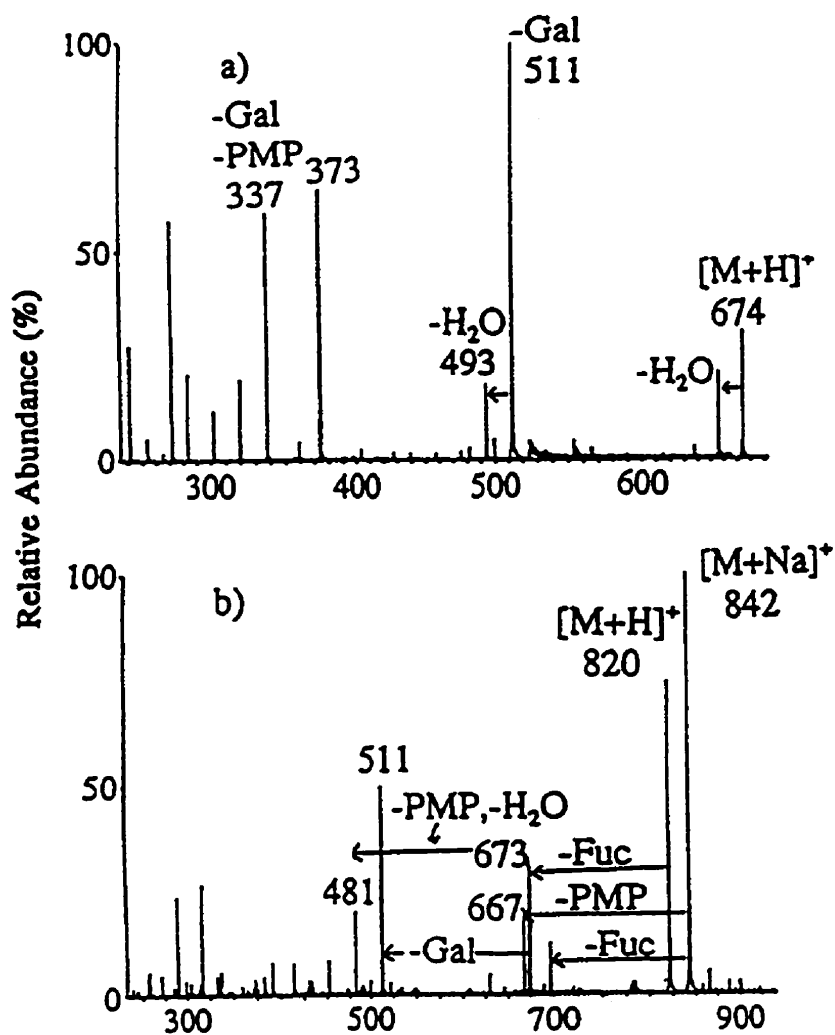 Relative Abundance (%)
a)
100
50
0
-Gal
511
-Gal
-PMP
337
373
[M+H]⁺
674
-H₂O
493
-H₂O
300 400 500 600
b)
100
50
0
[M+Na]⁺
842
[M+H]⁺
820
511
-PMP,-H₂O
673
-Fuc
481
667
-PMP
-Gal
-Fuc
300 500 700 900